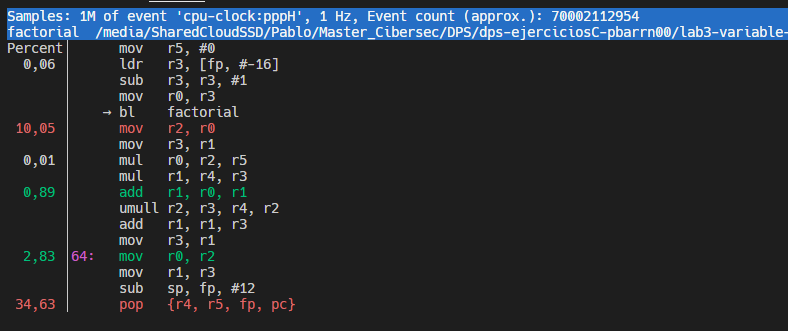 Samples: 1M of event 'cpu-clock:pppH', 1 Hz, Event count (approx.): 70002112954
factorial  /media/SharedCloudSSD/Pablo/Master_Cibersec/DPS/dps-ejerciciosC-pbarrn00/lab3-variable-
Percent      mov   r5, #0
0,06      ldr   r3, [fp, #-16]
sub   r3, r3, #1
mov   r0, r3
→ bl    factorial
10,05      mov   r2, r0
mov   r3, r1
0,01      mul   r0, r2, r5
mul   r1, r4, r3
0,89      add   r1, r0, r1
umull r2, r3, r4, r2
add   r1, r1, r3
mov   r3, r1
2,83  64:   mov   r0, r2
mov   r1, r3
sub   sp, fp, #12
34,63      pop   {r4, r5, fp, pc}